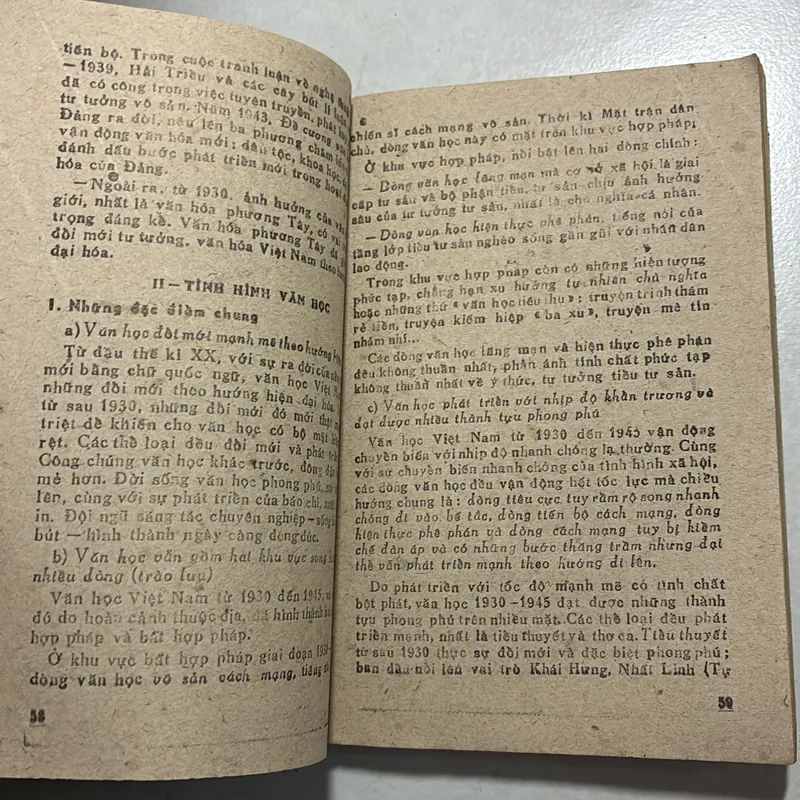 tiến bộ. Trong cuộc tranh luận về nghệ
—1939, Hải Triều và các cây bút lí luận
đã có công trong việc tuyên truyền, phát
tư tưởng vô sản. Năm 1943, Đề cương văn
Đảng ra đời, nêu lên ba phương châm
vận động văn hóa mới: dân tộc, khoa học,
đánh dấu bước phát triển mới trong hoạt
hóa của Đảng.
—Ngoài ra, từ 1930, ảnh hưởng của văn
giới, nhất là văn hóa phương Tây, có vai
trọng đáng kể. Văn hóa phương Tây đã
đổi mới tư tưởng, văn hóa Việt Nam theo
đại hóa.
II — TÌNH HÌNH VĂN HỌC
1. Những đặc điểm chung
a) Văn học đổi mới mạnh mẽ theo hướng
Từ đầu thế kỉ XX, với sự ra đời của
mới bằng chữ quốc ngữ, văn học Việt
những đổi mới theo hướng hiện đại hóa.
từ sau 1930, những đổi mới đó mới thật
triệt để khiến cho văn học có bộ mặt
rệt. Các thể loại đều đổi mới và phát
Công chúng văn học khác trước, đông đảo
mẻ hơn. Đời sống văn học phong phú,
lên, cùng với sự phát triển của báo chí,
in. Đội ngũ sáng tác chuyên nghiệp — sống
bút — hình thành ngày càng đông đúc.
b) Văn học vẫn gồm hai khu vực song
nhiều dòng (trào lưu)
Văn học Việt Nam từ 1930 đến 1945,
đó do hoàn cảnh thuộc địa, đã hình thành
hợp pháp và bất hợp pháp.
Ở khu vực bất hợp pháp giai đoạn 1930-
dòng văn học vô sản cách mạng, tiếng
58
chiến sĩ cách mạng vô sản. Thời kì Mặt trận dân
chủ, dòng văn học này có mặt trên khu vực hợp pháp;
Ở khu vực hợp pháp, nổi bật lên hai dòng chính:
— Dòng văn học lãng mạn mà cơ sở xã hội là giai
cấp tư sản và bộ phận tiểu tư sản chịu ảnh hưởng
sâu của tư tưởng tư sản, nhất là chủ nghĩa cá nhân.
— Dòng văn học hiện thực phê phán, tiếng nói của
tầng lớp tiểu tư sản nghèo sống gần gũi với nhân dân
lao động.
Trong khu vực hợp pháp còn có những hiện tượng
phức tạp, chẳng hạn xu hướng tự nhiên chủ nghĩa
hoặc những thứ «văn học tiêu thụ»: truyện trinh thám
rẻ tiền, truyện kiếm hiệp «ba xu», truyện mê tín
nhảm nhí...
Các dòng văn học lãng mạn và hiện thực phê phán
đều không thuần nhất, phản ánh tính chất phức tạp
không thuần nhất về ý thức, tư tưởng tiểu tư sản.
c) Văn học phát triển với nhịp độ khẩn trương và
đạt được nhiều thành tựu phong phú
Văn học Việt Nam từ 1930 đến 1945 vận động
chuyển biến với nhịp độ nhanh chóng lạ thường. Cùng
với sự chuyển biến nhanh chóng của tình hình xã hội,
các dòng văn học đều vận động hết tốc lực mà chiều
hướng chung là: dòng tiêu cực tuy rầm rộ song nhanh
chóng đi vào bế tắc, dòng tiến bộ cách mạng, dòng
hiện thực phê phán và dòng cách mạng tuy bị kiềm
chế đàn áp và có những bước thăng trầm nhưng đại
thể vẫn phát triển mạnh theo hướng đi lên.
Do phát triển với tốc độ mạnh mẽ có tính chất
bột phát, văn học 1930-1945 đạt được những thành
tựu phong phú trên nhiều mặt. Các thể loại đều phát
triển mạnh, nhất là tiểu thuyết và thơ ca. Tiểu thuyết
từ sau 1930 thực sự đổi mới và đặc biệt phong phú;
ban đầu nổi lên vai trò Khái Hưng, Nhất Linh (Tự
59